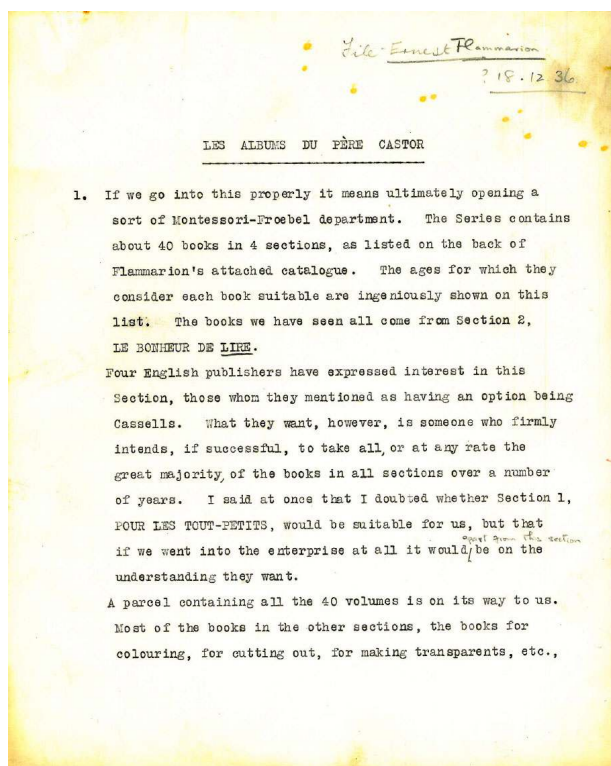 File - Ernest Flammarion
? 18.12.36.
LES ALBUMS DU PÈRE CASTOR
1. If we go into this properly it means ultimately opening a
sort of Montessori-Froebel department. The Series contains
about 40 books in 4 sections, as listed on the back of
Flammarion's attached catalogue. The ages for which they
consider each book suitable are ingeniously shown on this
list. The books we have seen all come from Section 2,
LE BONHEUR DE LIRE.
Four English publishers have expressed interest in this
Section, those whom they mentioned as having an option being
Cassells. What they want, however, is someone who firmly
intends, if successful, to take all, or at any rate the
great majority, of the books in all sections over a number
of years. I said at once that I doubted whether Section 1,
POUR LES TOUT-PETITS, would be suitable for us, but that
apart from this section
if we went into the enterprise at all it would be on the
understanding they want.
A parcel containing all the 40 volumes is on its way to us.
Most of the books in the other sections, the books for
colouring, for cutting out, for making transparents, etc.,